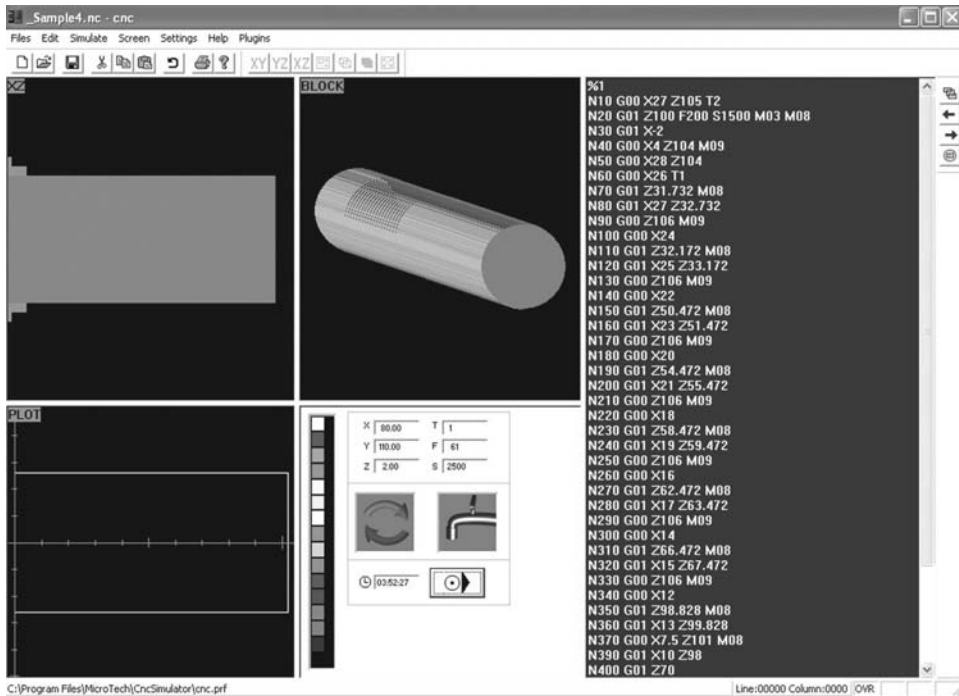 _Sample4.nc - cnc
Files Edit Simulate Screen Settings Help Plugins
XY YZ XZ
XZ
BLOCK
%1
N10 G00 X27 Z105 T2
N20 G01 Z100 F200 S1500 M03 M08
N30 G01 X-2
N40 G00 X4 Z104 M09
N50 G00 X28 Z104
N60 G00 X26 T1
N70 G01 Z31.732 M08
N80 G01 X27 Z32.732
N90 G00 Z106 M09
N100 G00 X24
N110 G01 Z32.172 M08
N120 G01 X25 Z33.172
N130 G00 Z106 M09
N140 G00 X22
N150 G01 Z50.472 M08
N160 G01 X23 Z51.472
N170 G00 Z106 M09
N180 G00 X20
N190 G01 Z54.472 M08
N200 G01 X21 Z55.472
N210 G00 Z106 M09
N220 G00 X18
N230 G01 Z58.472 M08
N240 G01 X19 Z59.472
N250 G00 Z106 M09
N260 G00 X16
N270 G01 Z62.472 M08
N280 G01 X17 Z63.472
N290 G00 Z106 M09
N300 G00 X14
N310 G01 Z66.472 M08
N320 G01 X15 Z67.472
N330 G00 Z106 M09
N340 G00 X12
N350 G01 Z98.828 M08
N360 G01 X13 Z99.828
N370 G00 X7.5 Z101 M08
N390 G01 X10 Z98
N400 G01 Z70
PLOT
X 80.00 T 1
Y 110.00 F 61
Z 2.00 S 2500
03:52:27
C:\Program Files\MicroTech\CncSimulator\cnc.prf
Line:00000 Column:0000 OVR